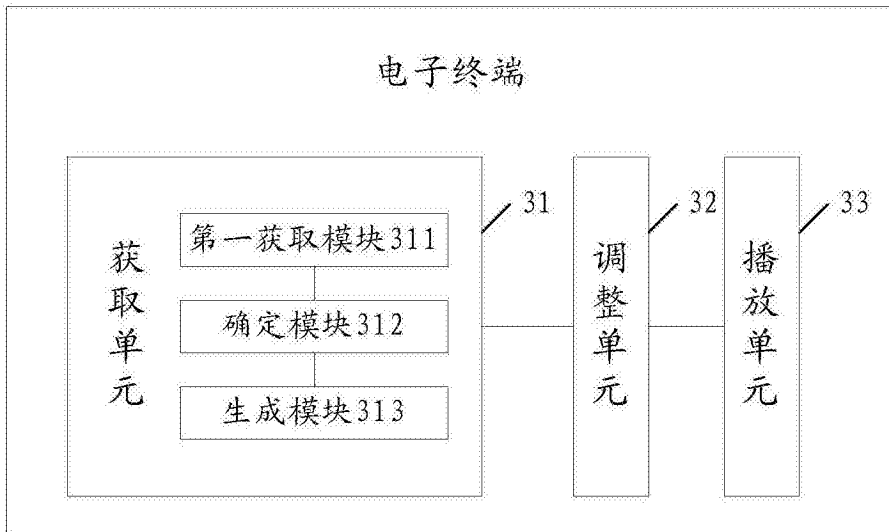 电子终端
获取单元
第一获取模块311
确定模块312
生成模块313
31
调整单元
32
播放单元
33